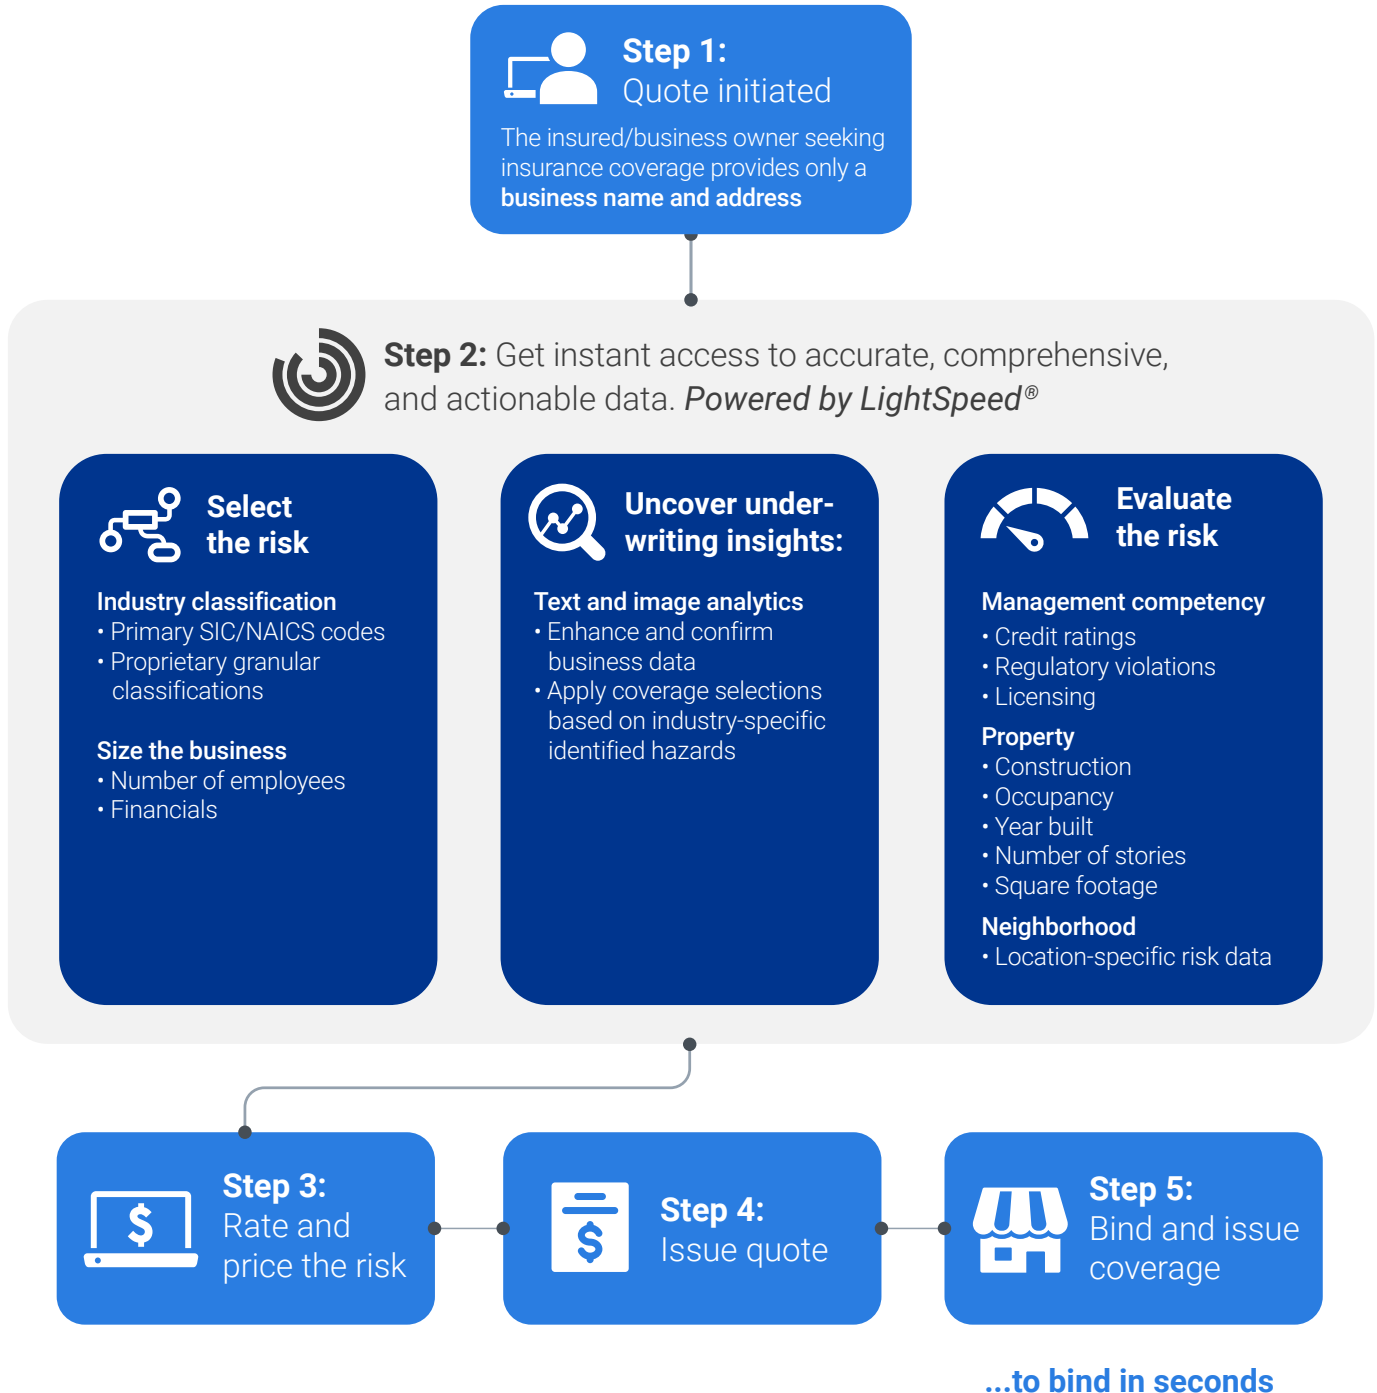 Step 1:
Quote initiated
The insured/business owner seeking
insurance coverage provides only a
business name and address
Step 2: Get instant access to accurate, comprehensive,
and actionable data. Powered by LightSpeed®
Select
the risk
Industry classification
• Primary SIC/NAICS codes
• Proprietary granular
classifications
Size the business
• Number of employees
• Financials
Uncover under-
writing insights:
Text and image analytics
• Enhance and confirm
business data
• Apply coverage selections
based on industry-specific
identified hazards
Evaluate
the risk
Management competency
• Credit ratings
• Regulatory violations
• Licensing
Property
• Construction
• Occupancy
• Year built
• Number of stories
• Square footage
Neighborhood
• Location-specific risk data
$
Step 3:
Rate and
price the risk
$
Step 4:
Issue quote
Step 5:
Bind and issue
coverage
...to bind in seconds